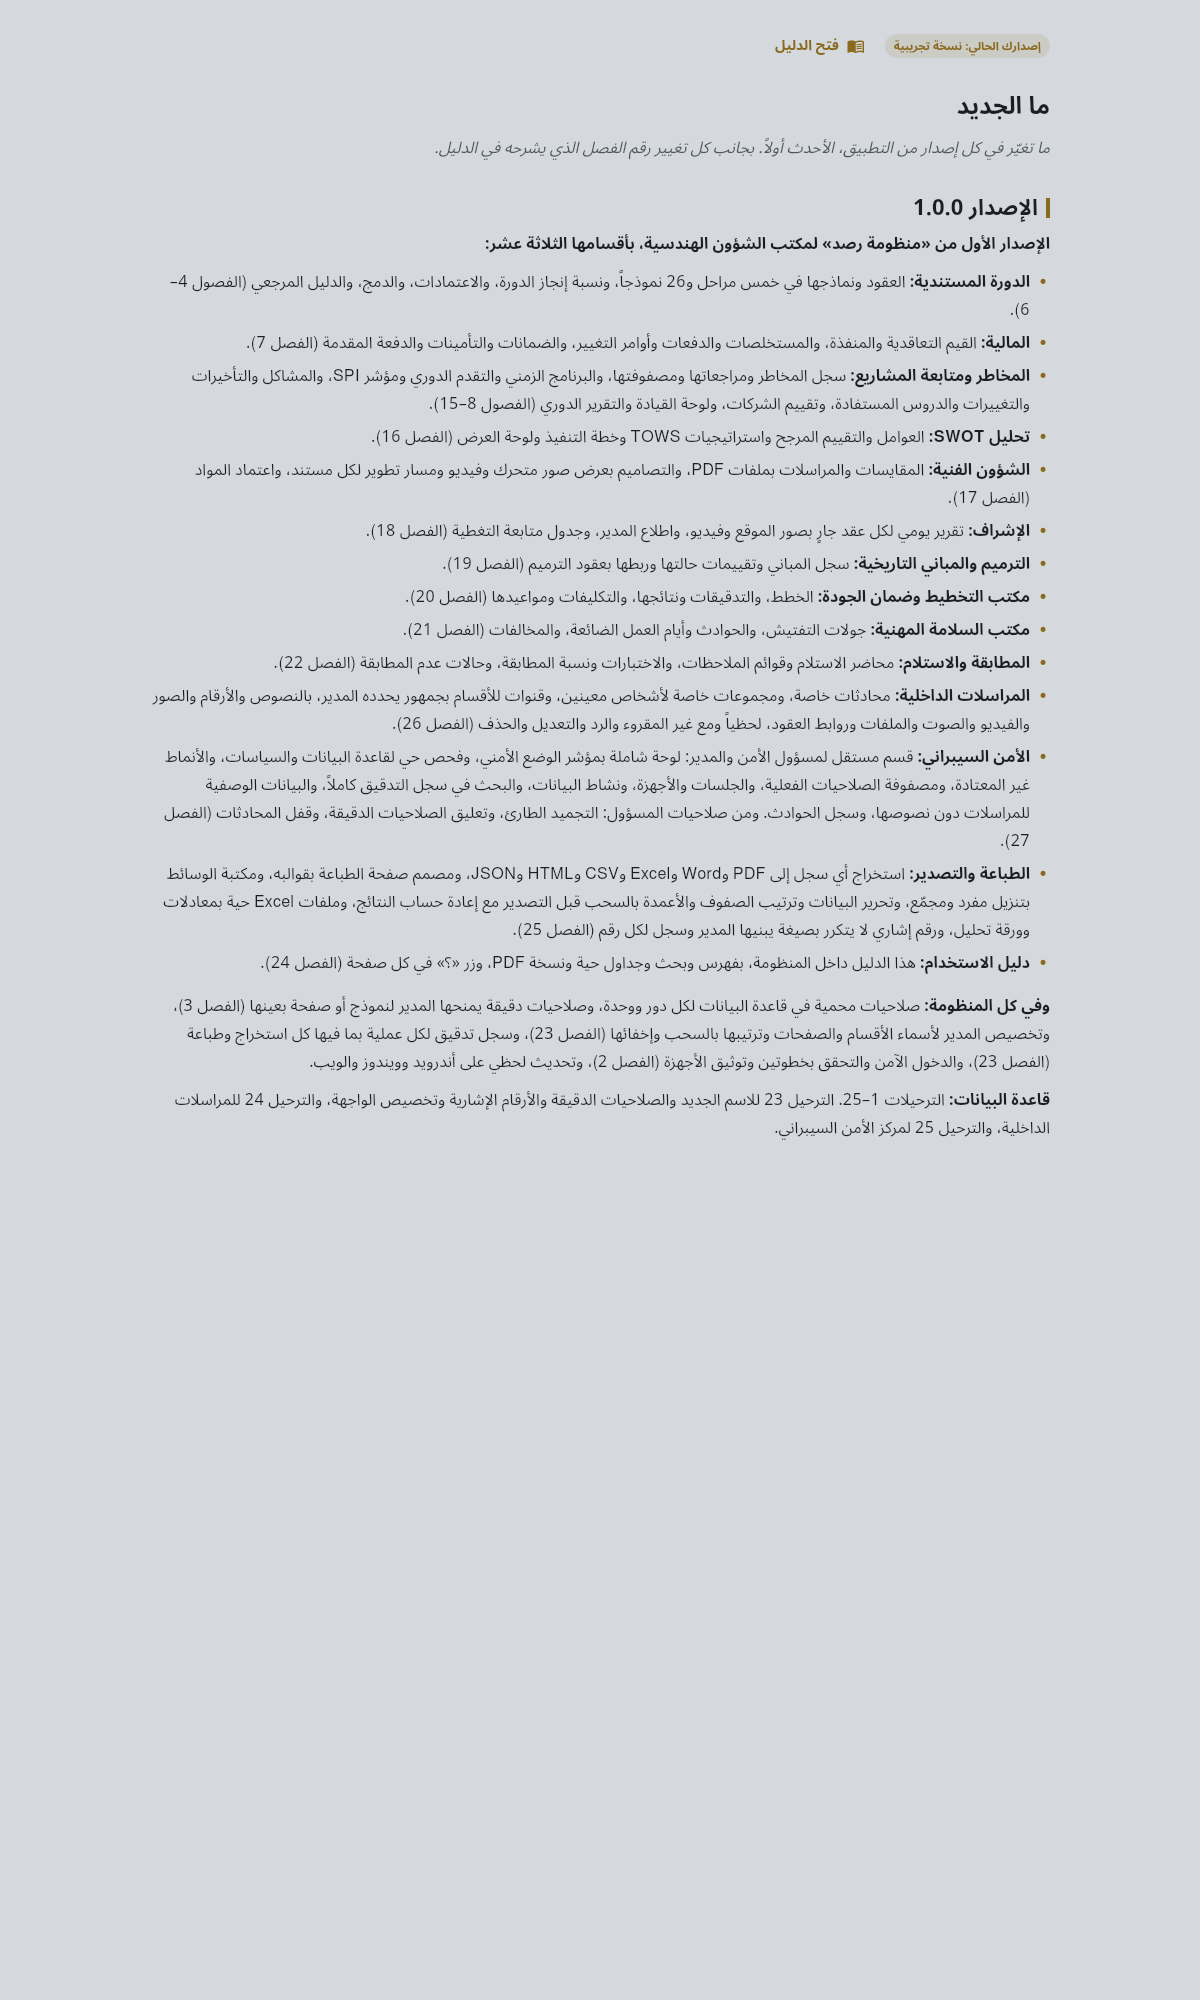 إصدارك الحالي: نسخة تجريبية
فتح الدليل
ما الجديد
ما تغيّر في كل إصدار من التطبيق، الأحدث أولاً. بجانب كل تغيير رقم الفصل الذي يشرحه في الدليل.
الإصدار 1.0.0
الإصدار الأول من «منظومة رصد» لمكتب الشؤون الهندسية، بأقسامها الثلاثة عشر:
• الدورة المستندية: العقود ونماذجها في خمس مراحل و26 نموذجاً، ونسبة إنجاز الدورة، والاعتمادات، والدمج، والدليل المرجعي (الفصول 4–
6).
• المالية: القيم التعاقدية والمنفذة، والمستخلصات والدفعات وأوامر التغيير، والضمانات والتأمينات والدفعة المقدمة (الفصل 7).
• المخاطر ومتابعة المشاريع: سجل المخاطر ومراجعاتها ومصفوفتها، والبرنامج الزمني والتقدم الدوري ومؤشر SPI، والمشاكل والتأخيرات
والتغييرات والدروس المستفادة، وتقييم الشركات، ولوحة القيادة والتقرير الدوري (الفصول 8–15).
• تحليل SWOT: العوامل والتقييم المرجح واستراتيجيات TOWS وخطة التنفيذ ولوحة العرض (الفصل 16).
• الشؤون الفنية: المقايسات والمراسلات بملفات PDF، والتصاميم بعرض صور متحرك وفيديو ومسار تطوير لكل مستند، واعتماد المواد
(الفصل 17).
• الإشراف: تقرير يومي لكل عقد جارٍ بصور الموقع وفيديو، واطلاع المدير، وجدول متابعة التغطية (الفصل 18).
• الترميم والمباني التاريخية: سجل المباني وتقييمات حالتها وربطها بعقود الترميم (الفصل 19).
• مكتب التخطيط وضمان الجودة: الخطط، والتدقيقات ونتائجها، والتكليفات ومواعيدها (الفصل 20).
• مكتب السلامة المهنية: جولات التفتيش، والحوادث وأيام العمل الضائعة، والمخالفات (الفصل 21).
• المطابقة والاستلام: محاضر الاستلام وقوائم الملاحظات، والاختبارات ونسبة المطابقة، وحالات عدم المطابقة (الفصل 22).
• المراسلات الداخلية: محادثات خاصة، ومجموعات خاصة لأشخاص معينين، وقنوات للأقسام بجمهور يحدده المدير، بالنصوص والأرقام والصور
والفيديو والصوت والملفات وروابط العقود، لحظياً ومع غير المقروء والرد والتعديل والحذف (الفصل 26).
• الأمن السيبراني: قسم مستقل لمسؤول الأمن والمدير: لوحة شاملة بمؤشر الوضع الأمني، وفحص حي لقاعدة البيانات والسياسات، والأنماط
غير المعتادة، ومصفوفة الصلاحيات الفعلية، والجلسات والأجهزة، ونشاط البيانات، والبحث في سجل التدقيق كاملاً، والبيانات الوصفية
للمراسلات دون نصوصها، وسجل الحوادث. ومن صلاحيات المسؤول: التجميد الطارئ، وتعليق الصلاحيات الدقيقة، وقفل المحادثات (الفصل
27).
• الطباعة والتصدير: استخراج أي سجل إلى PDF وWord وExcel وCSV وHTML وJSON، ومصمم صفحة الطباعة بقوالبه، ومكتبة الوسائط
بتنزيل مفرد ومجمّع، وتحرير البيانات وترتيب الصفوف والأعمدة بالسحب قبل التصدير مع إعادة حساب النتائج، وملفات Excel حية بمعادلات
وورقة تحليل، ورقم إشاري لا يتكرر بصيغة يبنيها المدير وسجل لكل رقم (الفصل 25).
• دليل الاستخدام: هذا الدليل داخل المنظومة، بفهرس وبحث وجداول حية ونسخة PDF، وزر «؟» في كل صفحة (الفصل 24).
وفي كل المنظومة: صلاحيات محمية في قاعدة البيانات لكل دور ووحدة، وصلاحيات دقيقة يمنحها المدير لنموذج أو صفحة بعينها (الفصل 3)،
وتخصيص المدير لأسماء الأقسام والصفحات وترتيبها بالسحب وإخفائها (الفصل 23)، وسجل تدقيق لكل عملية بما فيها كل استخراج وطباعة
(الفصل 23)، والدخول الآمن والتحقق بخطوتين وتوثيق الأجهزة (الفصل 2)، وتحديث لحظي على أندرويد وويندوز والويب.
قاعدة البيانات: الترحيلات 1–25. الترحيل 23 للاسم الجديد والصلاحيات الدقيقة والأرقام الإشارية وتخصيص الواجهة، والترحيل 24 للمراسلات
الداخلية، والترحيل 25 لمركز الأمن السيبراني.